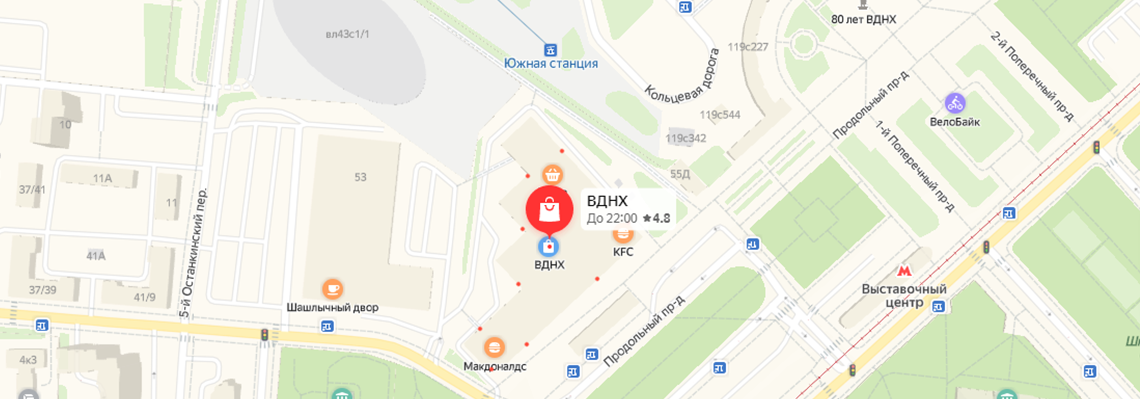 80 лет ВДНХ
вл43с1/1
119с227
2-й Поперечный пр-д
Южная станция
Кольцевая дорога
Продольный пр-д
ВелоБайк
119с544
10
119с342
1-й Поперечный пр-д
53
55Д
11А
37/41
11
ВДНХ
До 22:00 ★4.8
5-й Останкинский пер.
41А
KFC
ВДНХ
Выставочный
центр
37/39
41/9
Шашлычный двор
Продольный пр-д
4к3
Макдоналдс